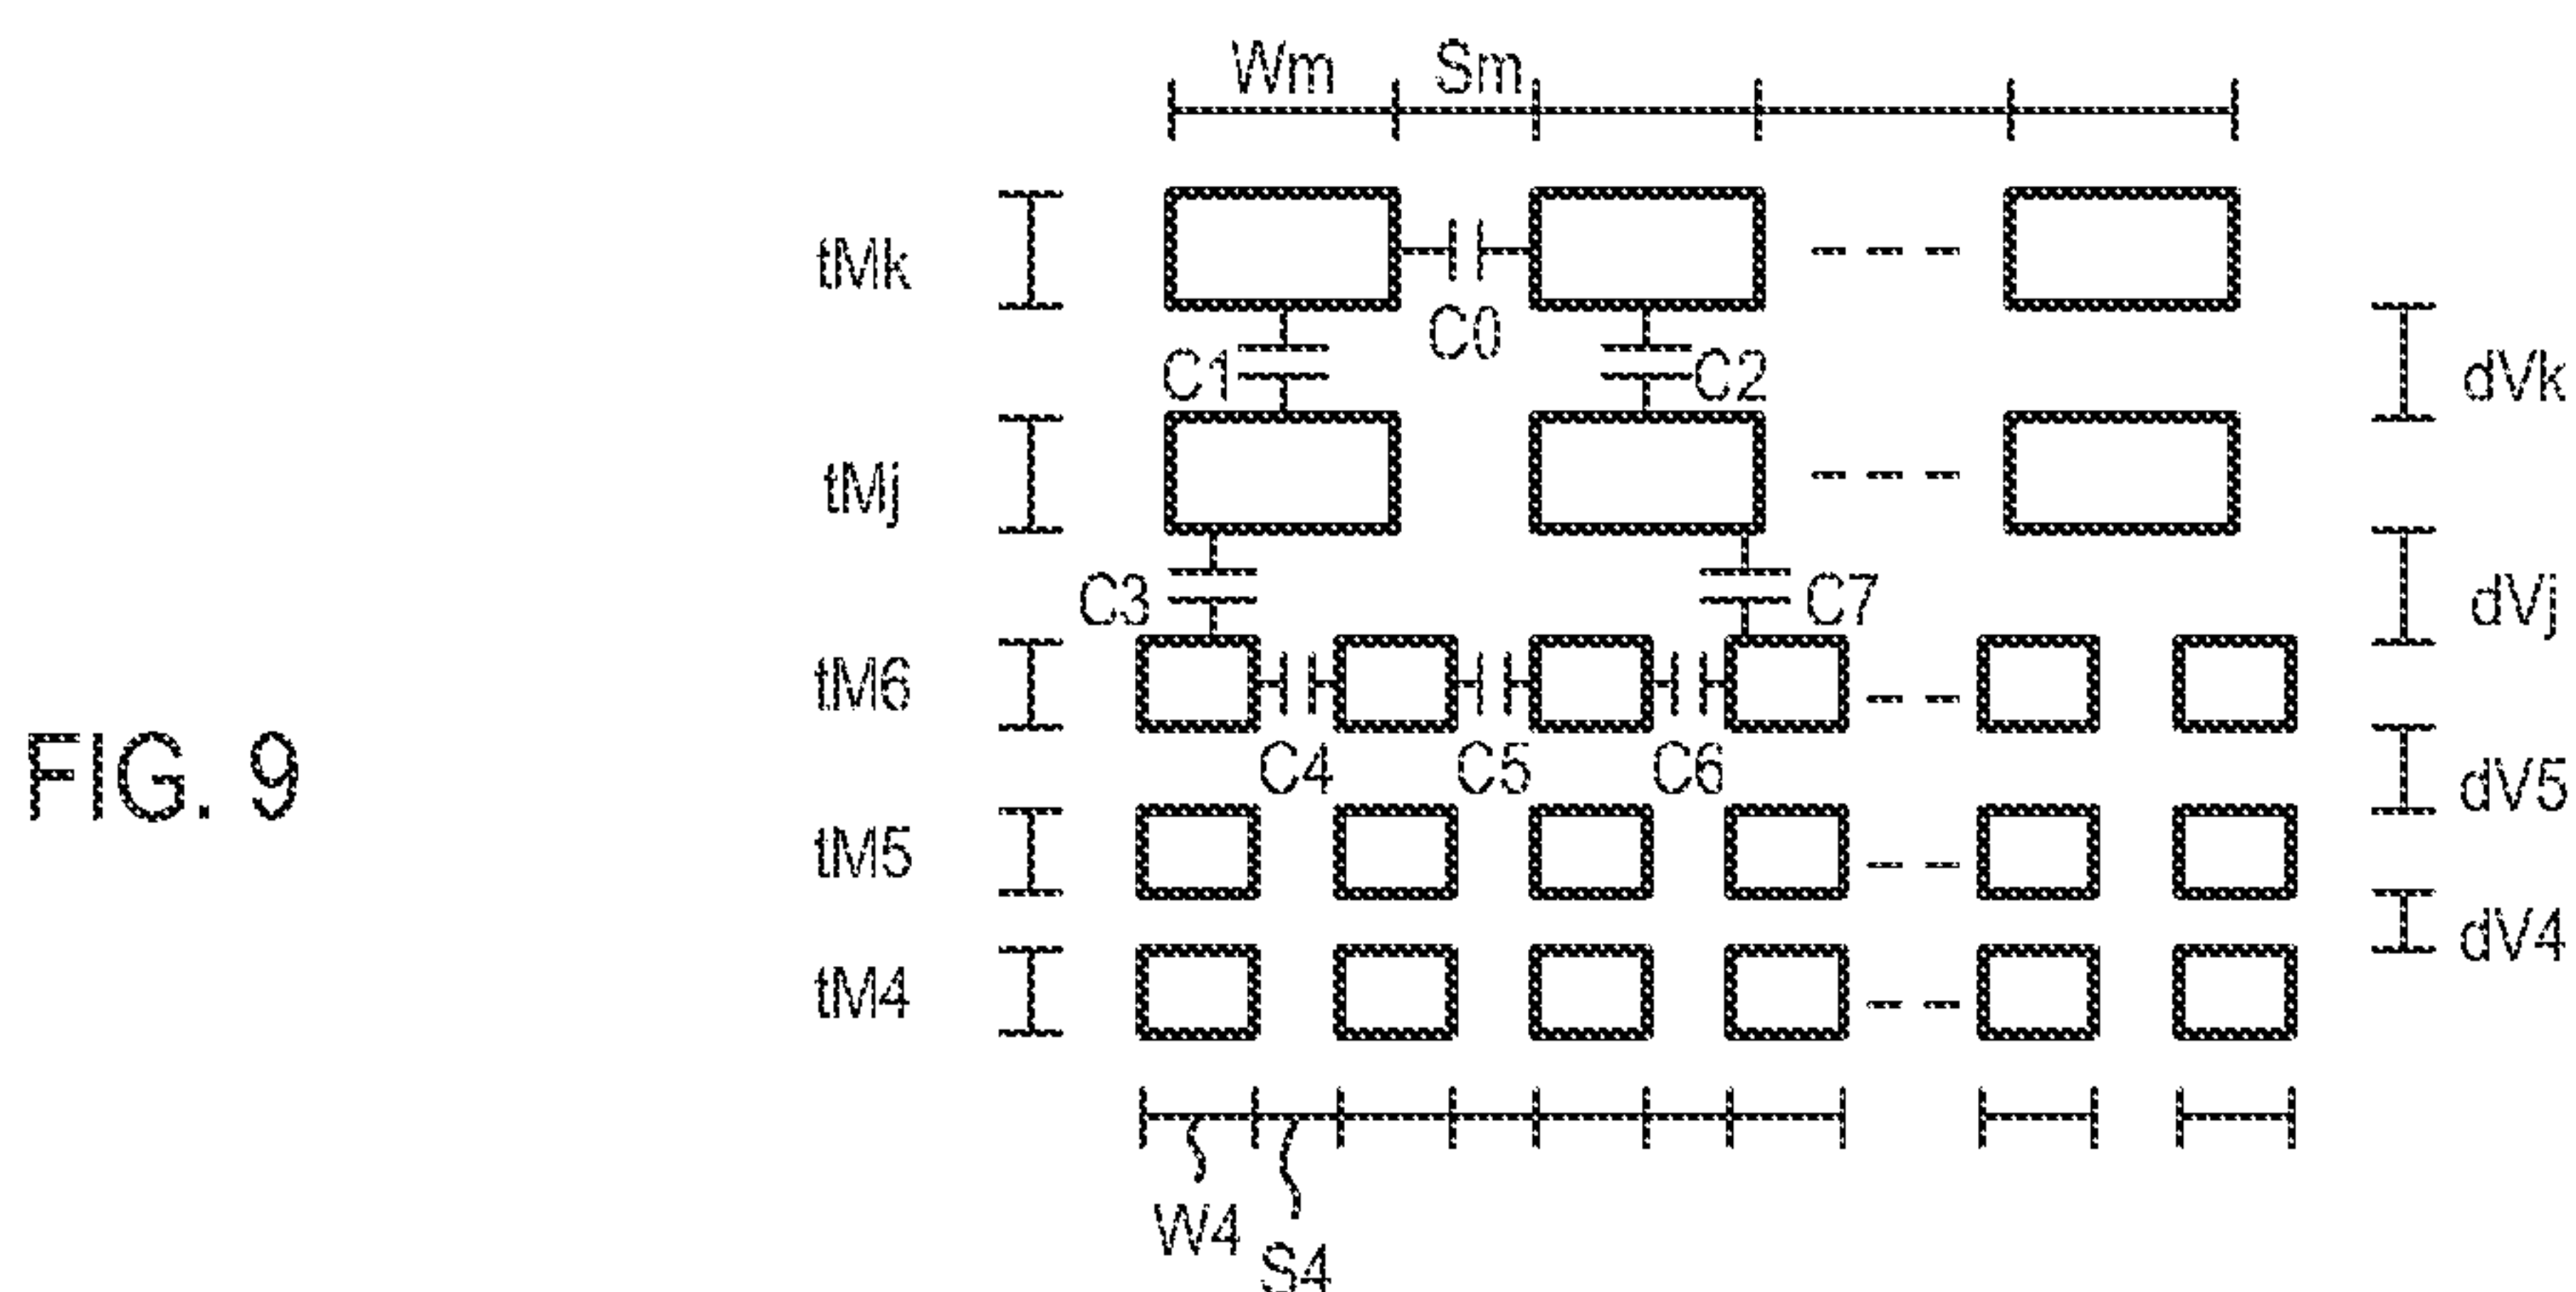 Wm Sm
tMk
C0
C1 C2 dVk
tMj
C3 C7 dVj
tM6
FIG. 9
C4 C5 C6 dV5
tM5
dV4
tM4
W4
S4